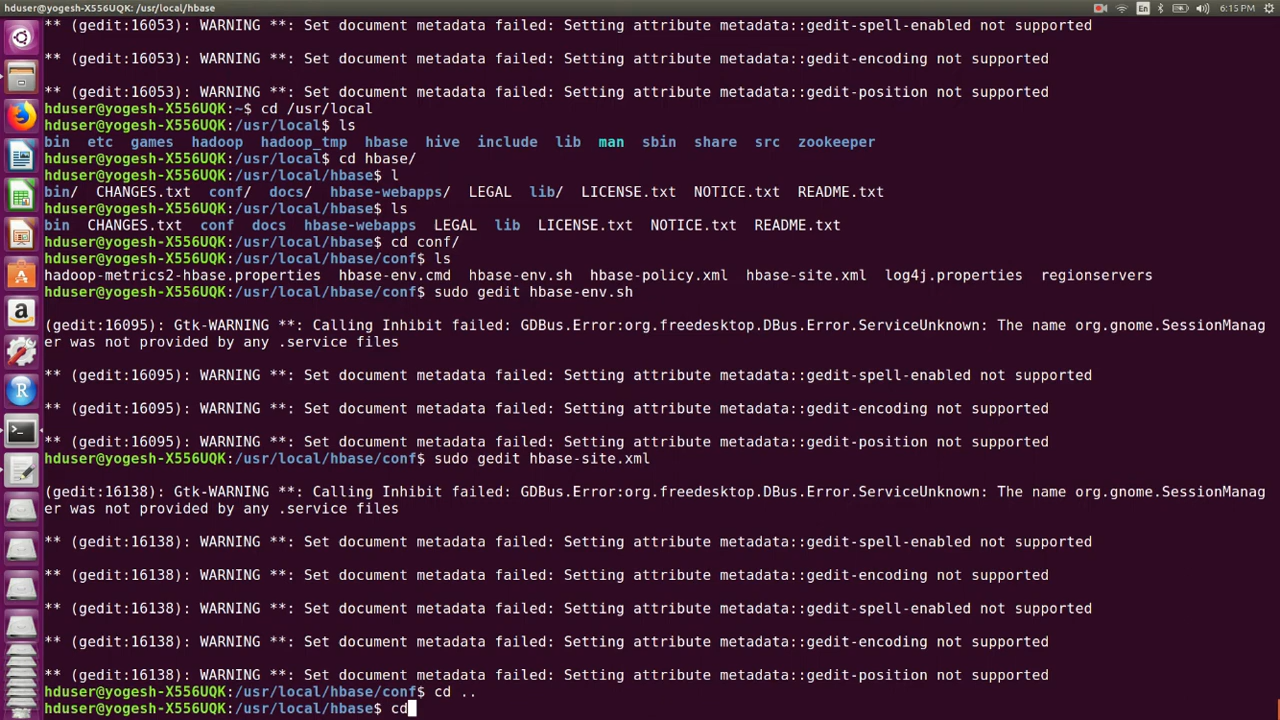 hduser@yogesh-X556UQK: /usr/local/hbase
En
6:15 PM
** (gedit:16053): WARNING **: Set document metadata failed: Setting attribute metadata::gedit-spell-enabled not supported
** (gedit:16053): WARNING **: Set document metadata failed: Setting attribute metadata::gedit-encoding not supported
** (gedit:16053): WARNING **: Set document metadata failed: Setting attribute metadata::gedit-position not supported
hduser@yogesh-X556UQK:~$ cd /usr/local
hduser@yogesh-X556UQK:/usr/local$ ls
bin  etc  games  hadoop  hadoop_tmp  hbase  hive  include  lib  man  sbin  share  src  zookeeper
hduser@yogesh-X556UQK:/usr/local$ cd hbase/
hduser@yogesh-X556UQK:/usr/local/hbase$ l
bin/  CHANGES.txt  conf/  docs/  hbase-webapps/  LEGAL  lib/  LICENSE.txt  NOTICE.txt  README.txt
hduser@yogesh-X556UQK:/usr/local/hbase$ ls
bin  CHANGES.txt  conf  docs  hbase-webapps  LEGAL  lib  LICENSE.txt  NOTICE.txt  README.txt
hduser@yogesh-X556UQK:/usr/local/hbase$ cd conf/
hduser@yogesh-X556UQK:/usr/local/hbase/conf$ ls
hadoop-metrics2-hbase.properties  hbase-env.cmd  hbase-env.sh  hbase-policy.xml  hbase-site.xml  log4j.properties  regionservers
hduser@yogesh-X556UQK:/usr/local/hbase/conf$ sudo gedit hbase-env.sh
(gedit:16095): Gtk-WARNING **: Calling Inhibit failed: GDBus.Error:org.freedesktop.DBus.Error.ServiceUnknown: The name org.gnome.SessionManag
er was not provided by any .service files
** (gedit:16095): WARNING **: Set document metadata failed: Setting attribute metadata::gedit-spell-enabled not supported
** (gedit:16095): WARNING **: Set document metadata failed: Setting attribute metadata::gedit-encoding not supported
** (gedit:16095): WARNING **: Set document metadata failed: Setting attribute metadata::gedit-position not supported
hduser@yogesh-X556UQK:/usr/local/hbase/conf$ sudo gedit hbase-site.xml
(gedit:16138): Gtk-WARNING **: Calling Inhibit failed: GDBus.Error:org.freedesktop.DBus.Error.ServiceUnknown: The name org.gnome.SessionManag
er was not provided by any .service files
** (gedit:16138): WARNING **: Set document metadata failed: Setting attribute metadata::gedit-spell-enabled not supported
** (gedit:16138): WARNING **: Set document metadata failed: Setting attribute metadata::gedit-encoding not supported
** (gedit:16138): WARNING **: Set document metadata failed: Setting attribute metadata::gedit-spell-enabled not supported
** (gedit:16138): WARNING **: Set document metadata failed: Setting attribute metadata::gedit-encoding not supported
** (gedit:16138): WARNING **: Set document metadata failed: Setting attribute metadata::gedit-position not supported
hduser@yogesh-X556UQK:/usr/local/hbase/conf$ cd ..
hduser@yogesh-X556UQK:/usr/local/hbase$ cd